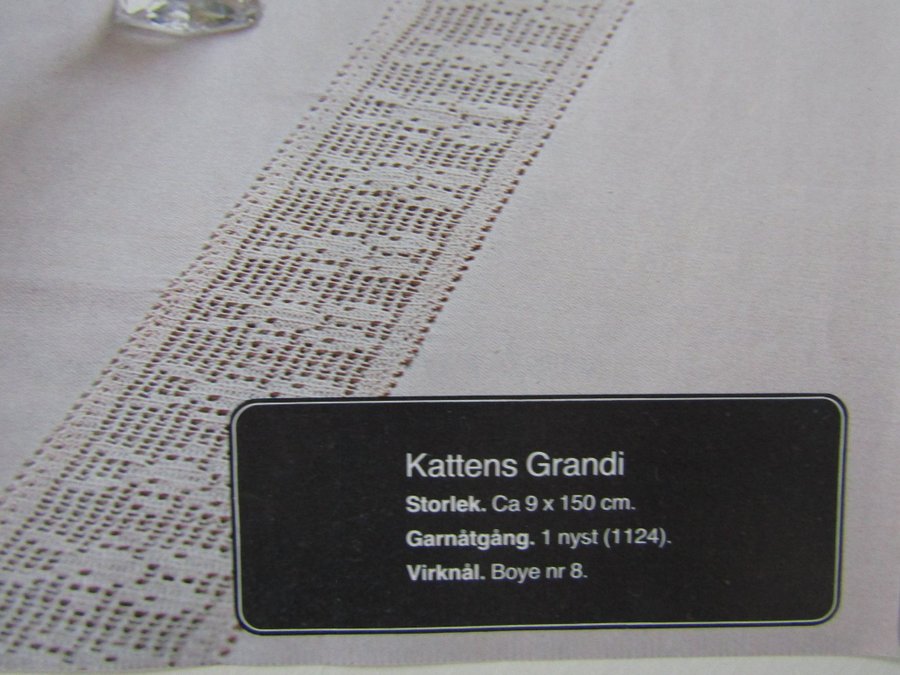 Kattens Grandi
Storlek. Ca 9 x 150 cm.
Garnåtgång. 1 nyst (1124).
Virknål. Boye nr 8.